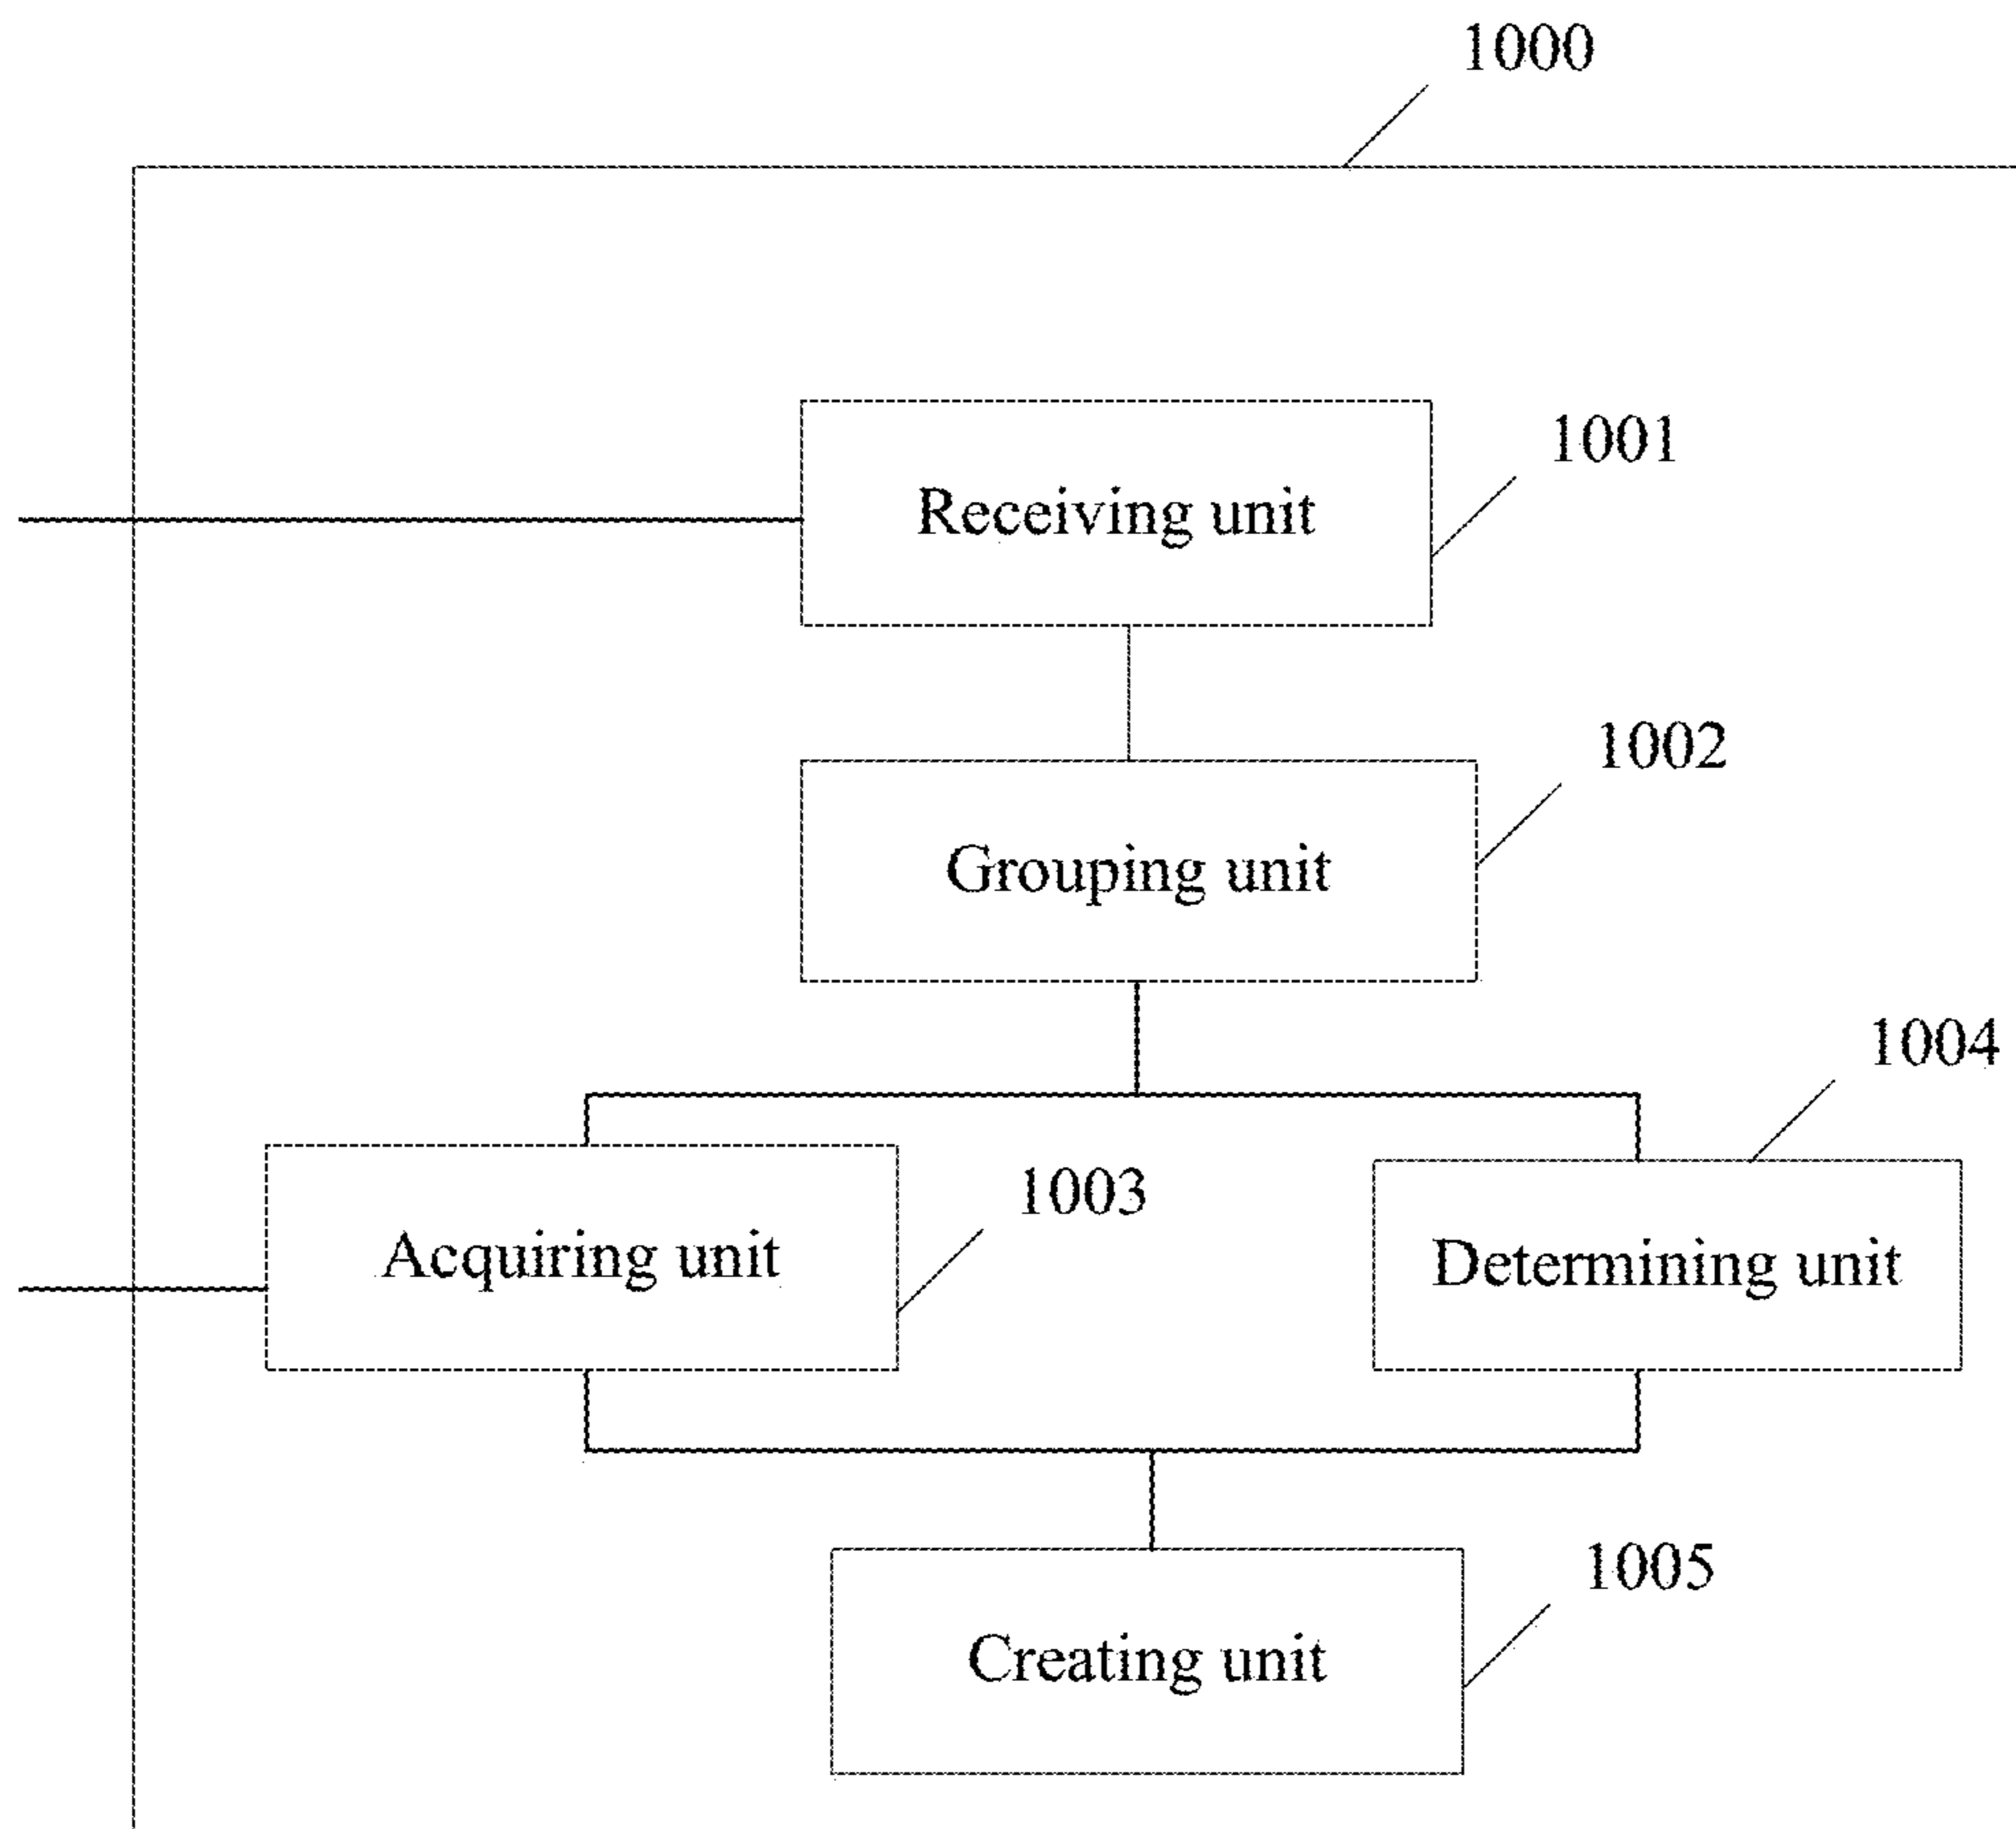 1000
1001
Receiving unit
1002
Grouping unit
1004
1003
Acquiring unit
Determining unit
1005
Creating unit